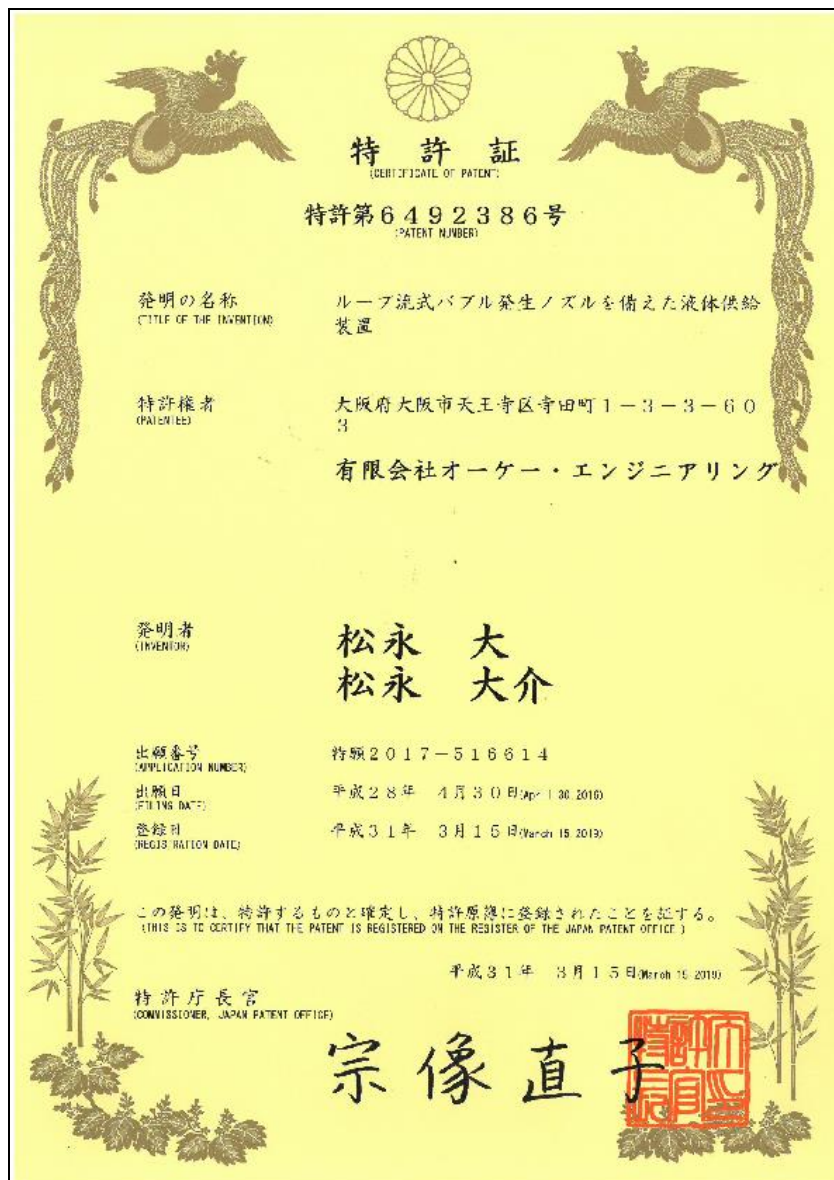 特許証
(CERTIFICATE OF PATENT)
特許第6492386号
(PATENT NUMBER)
発明の名称
(TITLE OF THE INVENTION)
ループ流式バブル発生ノズルを備えた液体供給
装置
特許権者
(PATENTEE)
大阪府大阪市天王寺区寺田町1-3-3-60
3
有限会社オーケー・エンジニアリング
発明者
(INVENTOR)
松永 大
松永 大介
出願番号
(APPLICATION NUMBER)
特願2017-516614
出願日
(FILING DATE)
平成28年 4月30日(April 30,2016)
登録日
(REGISTRATION DATE)
平成31年 3月15日(March 15,2019)
この発明は、特許するものと確定し、特許原簿に登録されたことを証する。
(THIS IS TO CERTIFY THAT THE PATENT IS REGISTERED ON THE REGISTER OF THE JAPAN PATENT OFFICE.)
平成31年 3月15日(March 15,2019)
特許庁長官
(COMMISSIONER, JAPAN PATENT OFFICE)
宗像直子